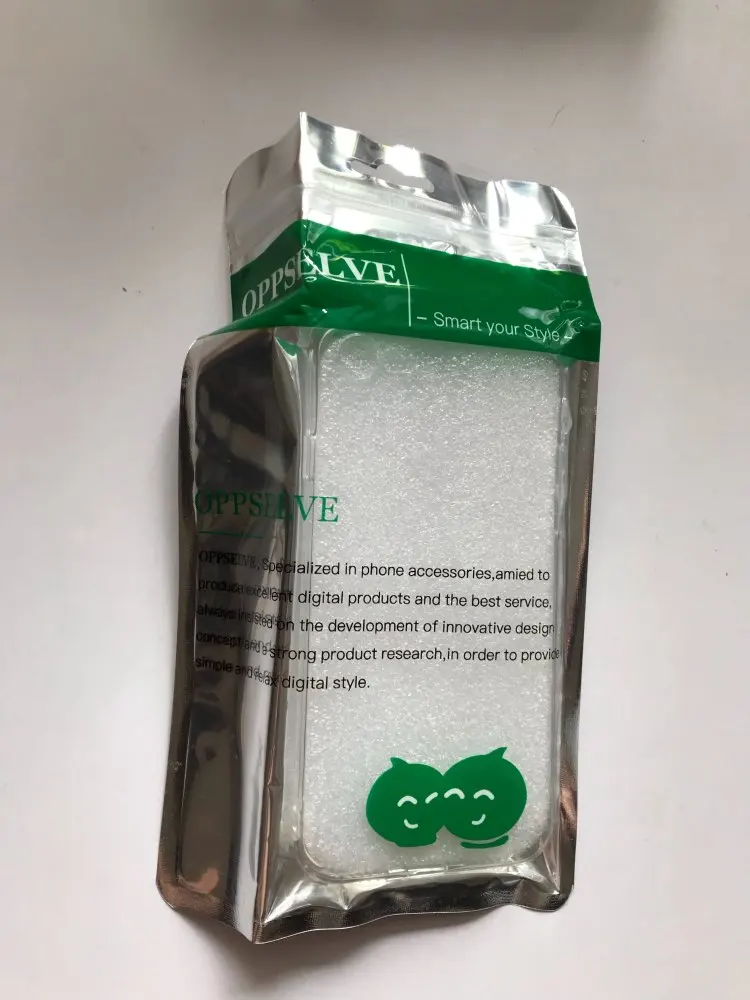 OPPSELVE
– Smart your Style –
OPPSELVE
OPPSELVE, Specialized in phone accessories,amied to
produce excellent digital products and the best service,
always insisted on the development of innovative design
concept and a strong product research,in order to provide
simple and relax digital style.